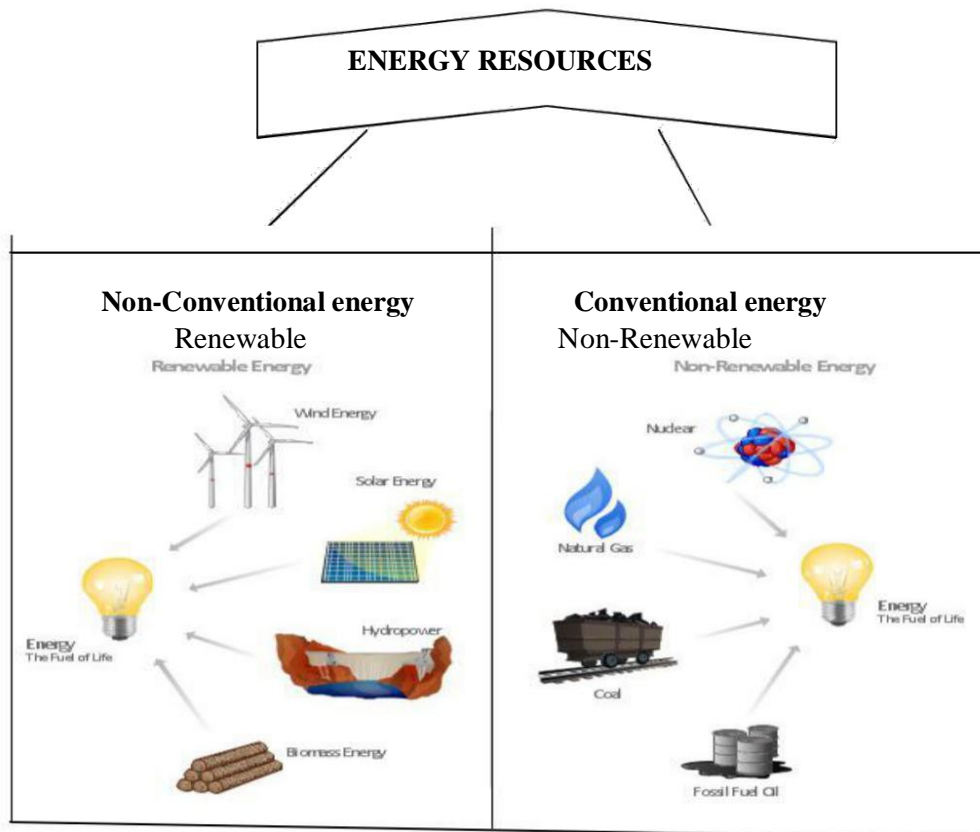 ENERGY RESOURCES
Non-Conventional energy
Renewable
Renewable Energy
Wind Energy
Solar Energy
Hydropower
Biomass Energy
Energy
The Fuel of Life
Conventional energy
Non-Renewable
Non-Renewable Energy
Nuclear
Natural Gas
Coal
Fossil Fuel Oil
Energy
The Fuel of Life